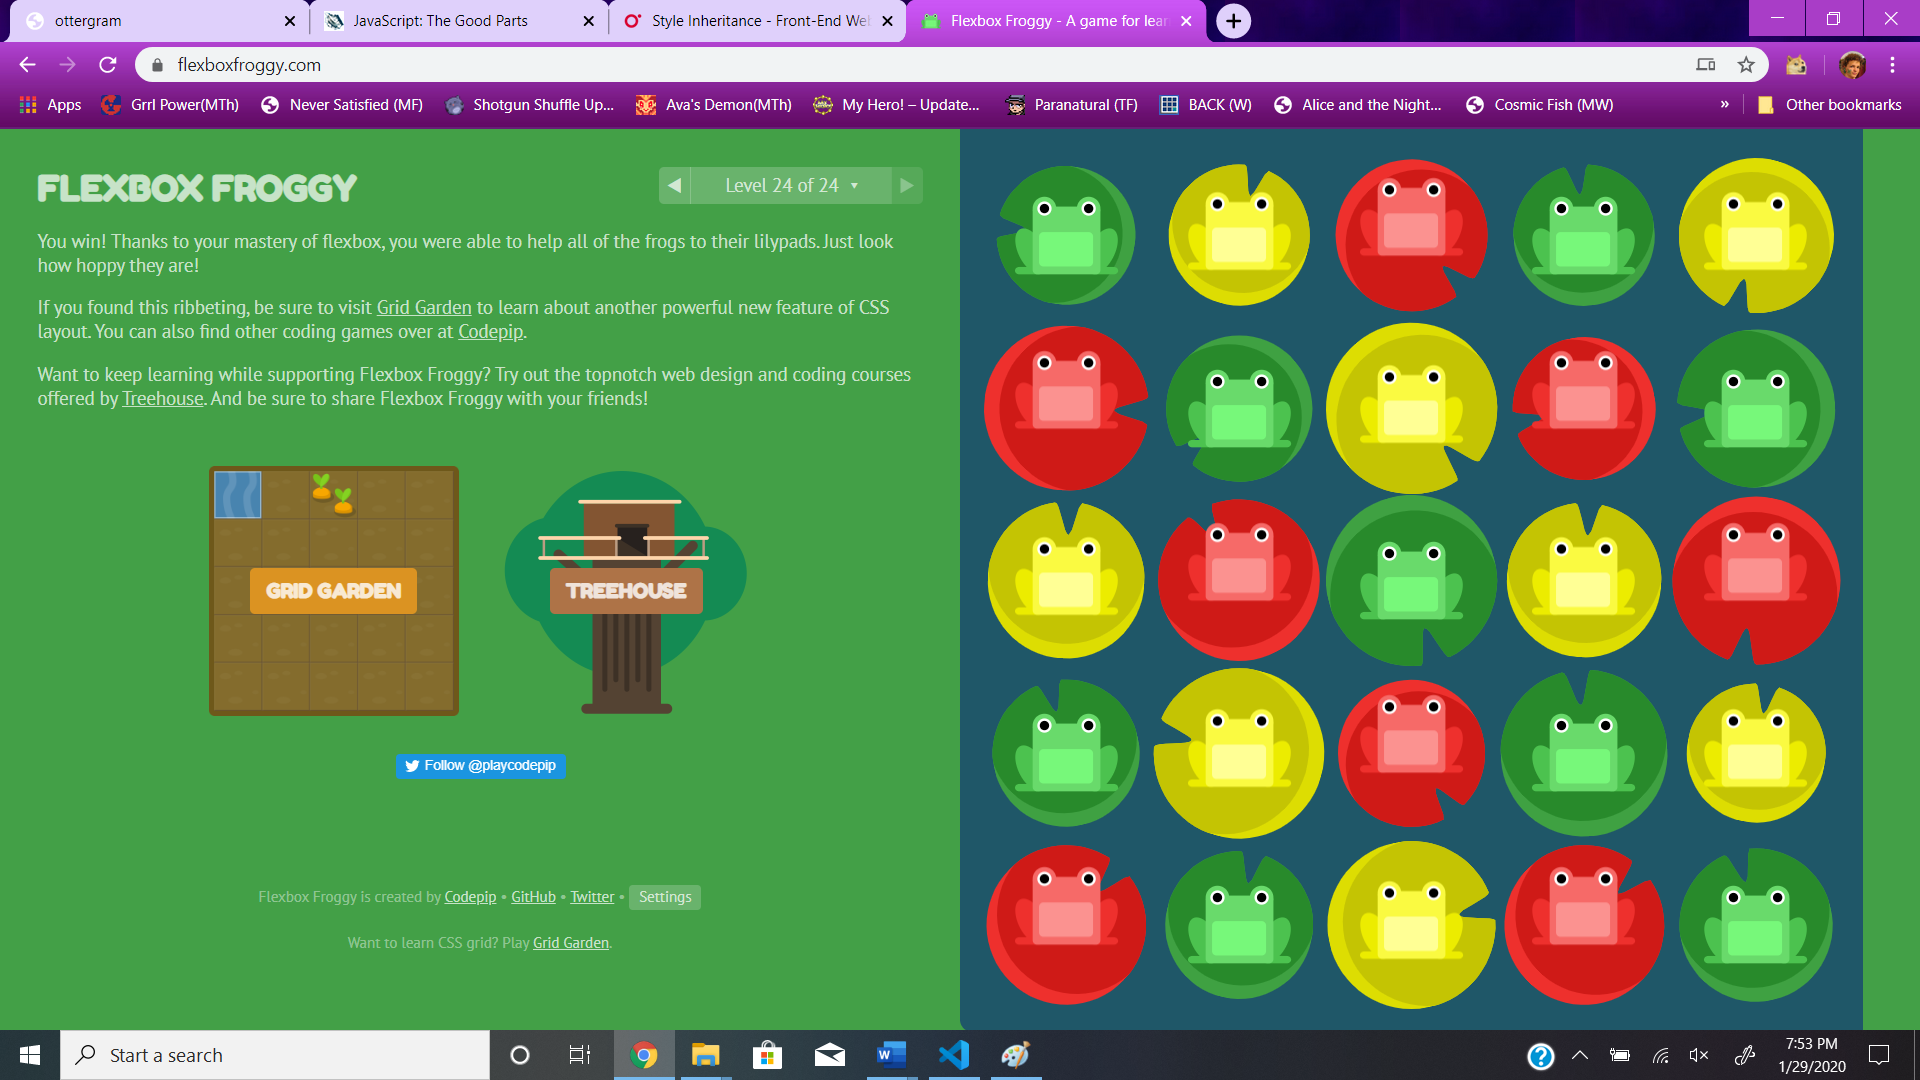 ottergram
JavaScript: The Good Parts
Style Inheritance - Front-End Wel
Flexbox Froggy - A game for lear
flexboxfroggy.com
Apps
Grrl Power(MTh)
Never Satisfied (MF)
Shotgun Shuffle Up...
Ava's Demon(MTh)
My Hero! – Update...
Paranatural (TF)
BACK (W)
Alice and the Night...
Cosmic Fish (MW)
»
Other bookmarks
FLEXBOX FROGGY
Level 24 of 24
You win! Thanks to your mastery of flexbox, you were able to help all of the frogs to their lilypads. Just look
how hoppy they are!
If you found this ribbeting, be sure to visit Grid Garden to learn about another powerful new feature of CSS
layout. You can also find other coding games over at Codepip.
Want to keep learning while supporting Flexbox Froggy? Try out the topnotch web design and coding courses
offered by Treehouse. And be sure to share Flexbox Froggy with your friends!
GRID GARDEN
TREEHOUSE
Follow @playcodepip
Flexbox Froggy is created by Codepip • GitHub • Twitter • Settings
Want to learn CSS grid? Play Grid Garden.
Start a search
7:53 PM
1/29/2020